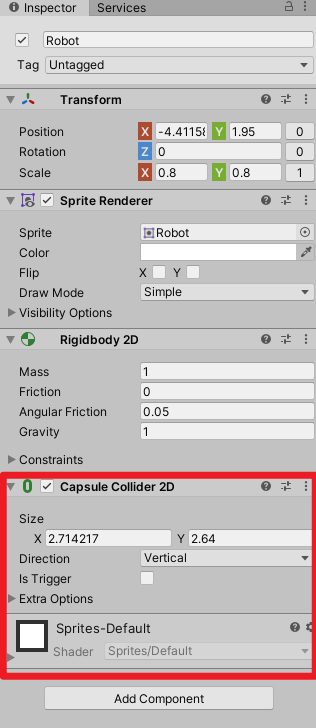 Inspector Services
Robot
Tag Untagged
Transform
Position X -4.41158 Y 1.95 0
Rotation Z 0 0
Scale X 0.8 Y 0.8 1
Sprite Renderer
Sprite Robot
Color
Flip X Y
Draw Mode Simple
Visibility Options
Rigidbody 2D
Mass 1
Friction 0
Angular Friction 0.05
Gravity 1
Constraints
Capsule Collider 2D
Size
X 2.714217 Y 2.64
Direction Vertical
Is Trigger
Extra Options
Sprites-Default
Shader Sprites/Default
Add Component